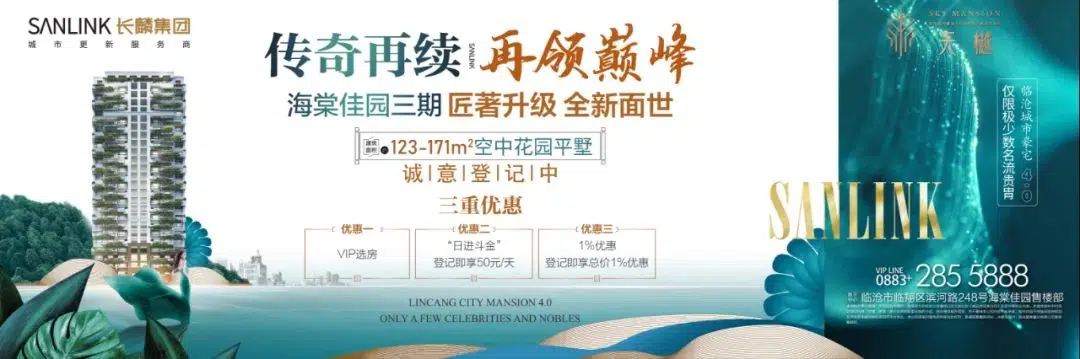 SANLINK 长麟集团
城市更新服务商
传奇再续 SANLINK 再领巅峰
海棠佳园三期 匠著升级 全新面世
建筑面积 约 123-171m²空中花园平墅
诚意登记中
三重优惠
优惠一
VIP选房
优惠二
“日进斗金”
登记即享50元/天
优惠三
1%优惠
登记即享总价1%优惠
LINCANG CITY MANSION 4.0
ONLY A FEW CELEBRITIES AND NOBLES
SKY MANSION
天樾
临沧城市豪宅4.0
仅限极少数名流贵胄
SANLINK
VIP LINE
0883+ 285 5888
临沧市临翔区滨河路248号海棠佳园售楼部